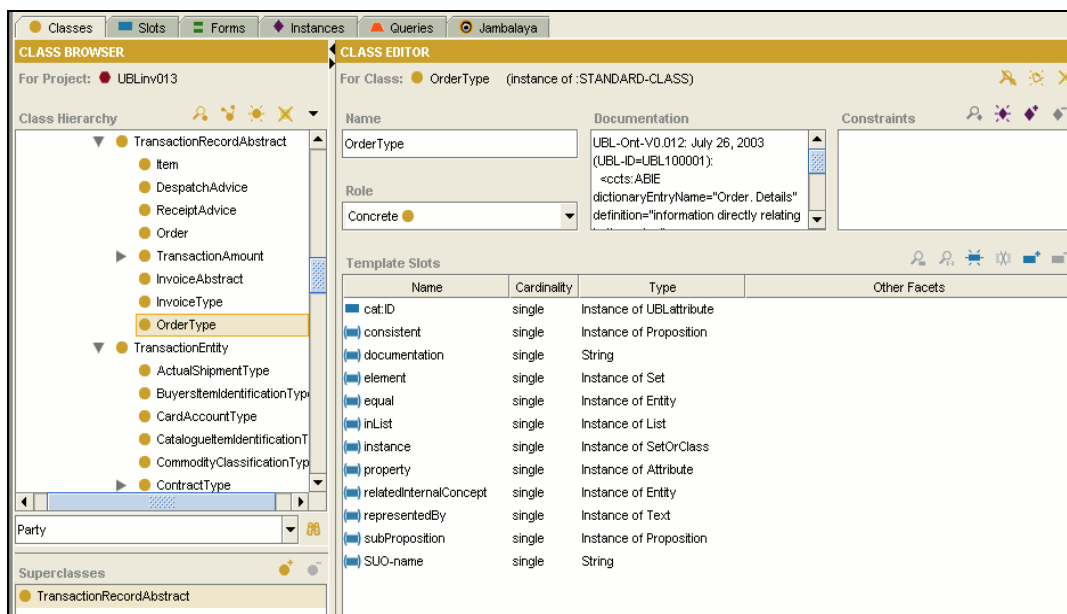 Classes Slots Forms Instances Queries Jambalaya
CLASS BROWSER
For Project: UBLinv013
Class Hierarchy
TransactionRecordAbstract
Item
DespatchAdvice
ReceiptAdvice
Order
TransactionAmount
InvoiceAbstract
InvoiceType
OrderType
TransactionEntity
ActualShipmentType
BuyersItemIdentificationType
CardAccountType
CatalogueItemIdentificationT
CommodityClassificationTyp
ContractType
Party
Superclasses
TransactionRecordAbstract
CLASS EDITOR
For Class: OrderType (instance of :STANDARD-CLASS)
Name
OrderType
Role
Concrete
Documentation
UBL-Ont-V0.012: July 26, 2003
(UBL-ID=UBL100001):
<ccts:ABIE
dictionaryEntryName="Order. Details"
definition="information directly relating
Constraints
Template Slots
Name Cardinality Type Other Facets
cat:ID single Instance of UBLattribute
consistent single Instance of Proposition
documentation single String
element single Instance of Set
equal single Instance of Entity
inList single Instance of List
instance single Instance of SetOrClass
property single Instance of Attribute
relatedInternalConcept single Instance of Entity
representedBy single Instance of Text
subProposition single Instance of Proposition
SUO-name single String